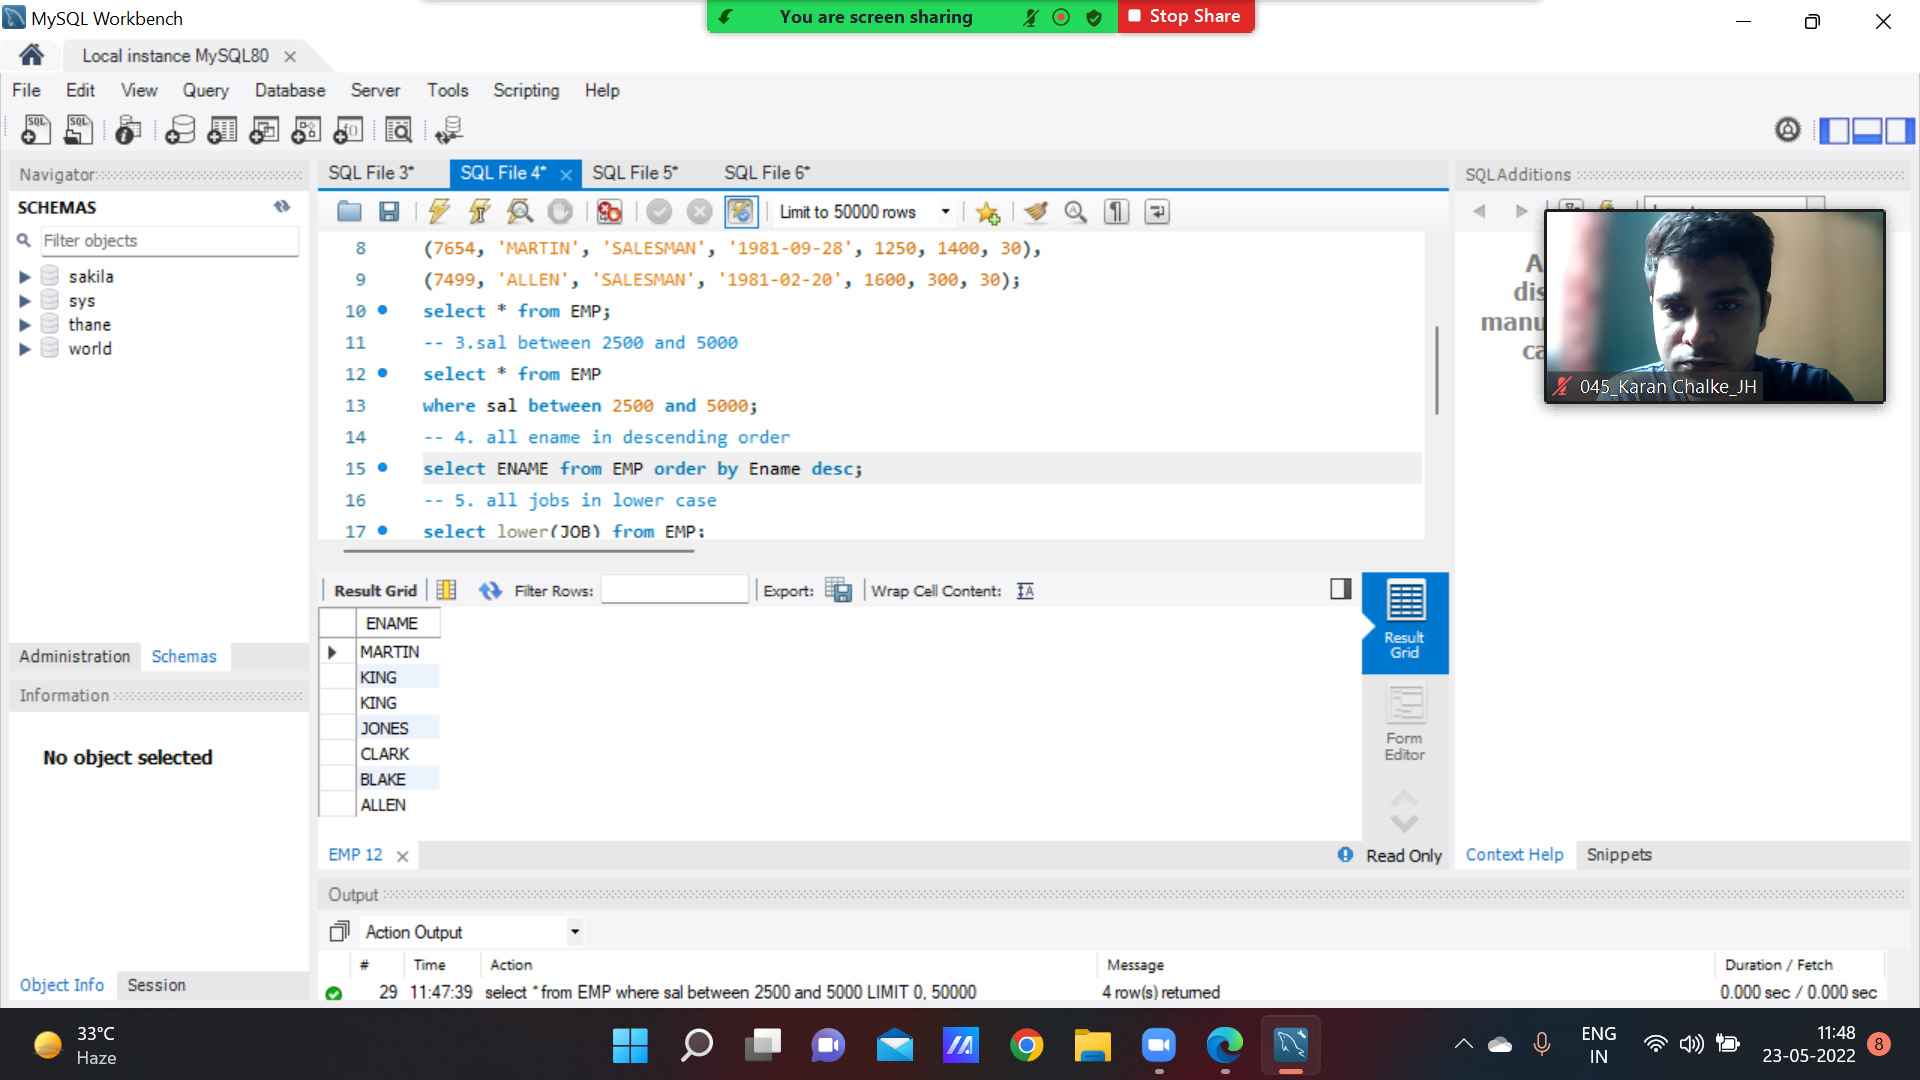 MySQL Workbench
You are screen sharing
Stop Share
Local instance MySQL80
File Edit View Query Database Server Tools Scripting Help
Navigator
SCHEMAS
Filter objects
sakila
sys
thane
world
Administration Schemas
Information
No object selected
Object Info Session
SQL File 3* SQL File 4* SQL File 5* SQL File 6*
Limit to 50000 rows
8 (7654, 'MARTIN', 'SALESMAN', '1981-09-28', 1250, 1400, 30),
9 (7499, 'ALLEN', 'SALESMAN', '1981-02-20', 1600, 300, 30);
10 select * from EMP;
11 -- 3.sal between 2500 and 5000
12 select * from EMP
13 where sal between 2500 and 5000;
14 -- 4. all ename in descending order
15 select ENAME from EMP order by Ename desc;
16 -- 5. all jobs in lower case
17 select lower(JOB) from EMP;
Result Grid Filter Rows: Export: Wrap Cell Content:
ENAME
MARTIN
KING
KING
JONES
CLARK
BLAKE
ALLEN
Result
Grid
Form
Editor
EMP 12
Read Only
Output
Action Output
# Time Action Message Duration / Fetch
29 11:47:39 select * from EMP where sal between 2500 and 5000 LIMIT 0, 50000 4 row(s) returned 0.000 sec / 0.000 sec
SQLAdditions
045_Karan Chalke_JH
Context Help Snippets
33°C
Haze
ENG
IN
11:48
23-05-2022
8